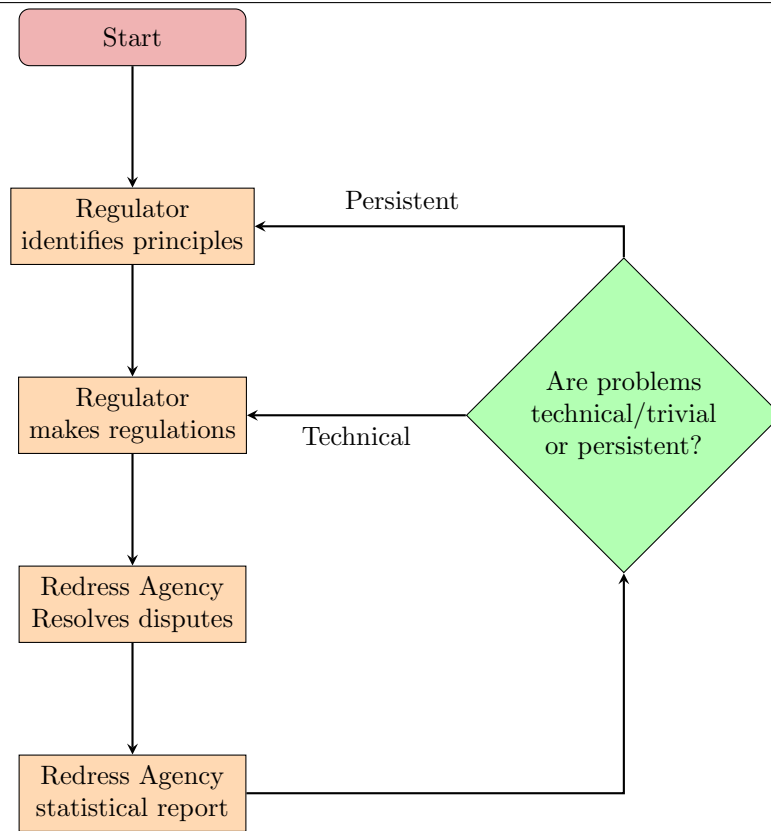 Start
Regulator
identifies principles
Persistent
Regulator
makes regulations
Technical
Are problems
technical/trivial
or persistent?
Redress Agency
Resolves disputes
Redress Agency
statistical report